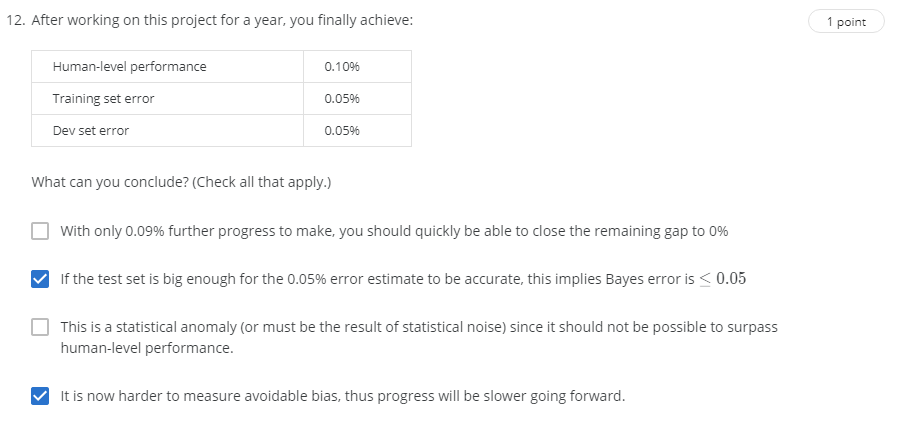 12. After working on this project for a year, you finally achieve:
1 point
Human-level performance 0.10%
Training set error 0.05%
Dev set error 0.05%
What can you conclude? (Check all that apply.)
With only 0.09% further progress to make, you should quickly be able to close the remaining gap to 0%
If the test set is big enough for the 0.05% error estimate to be accurate, this implies Bayes error is ≤ 0.05
This is a statistical anomaly (or must be the result of statistical noise) since it should not be possible to surpass
human-level performance.
It is now harder to measure avoidable bias, thus progress will be slower going forward.